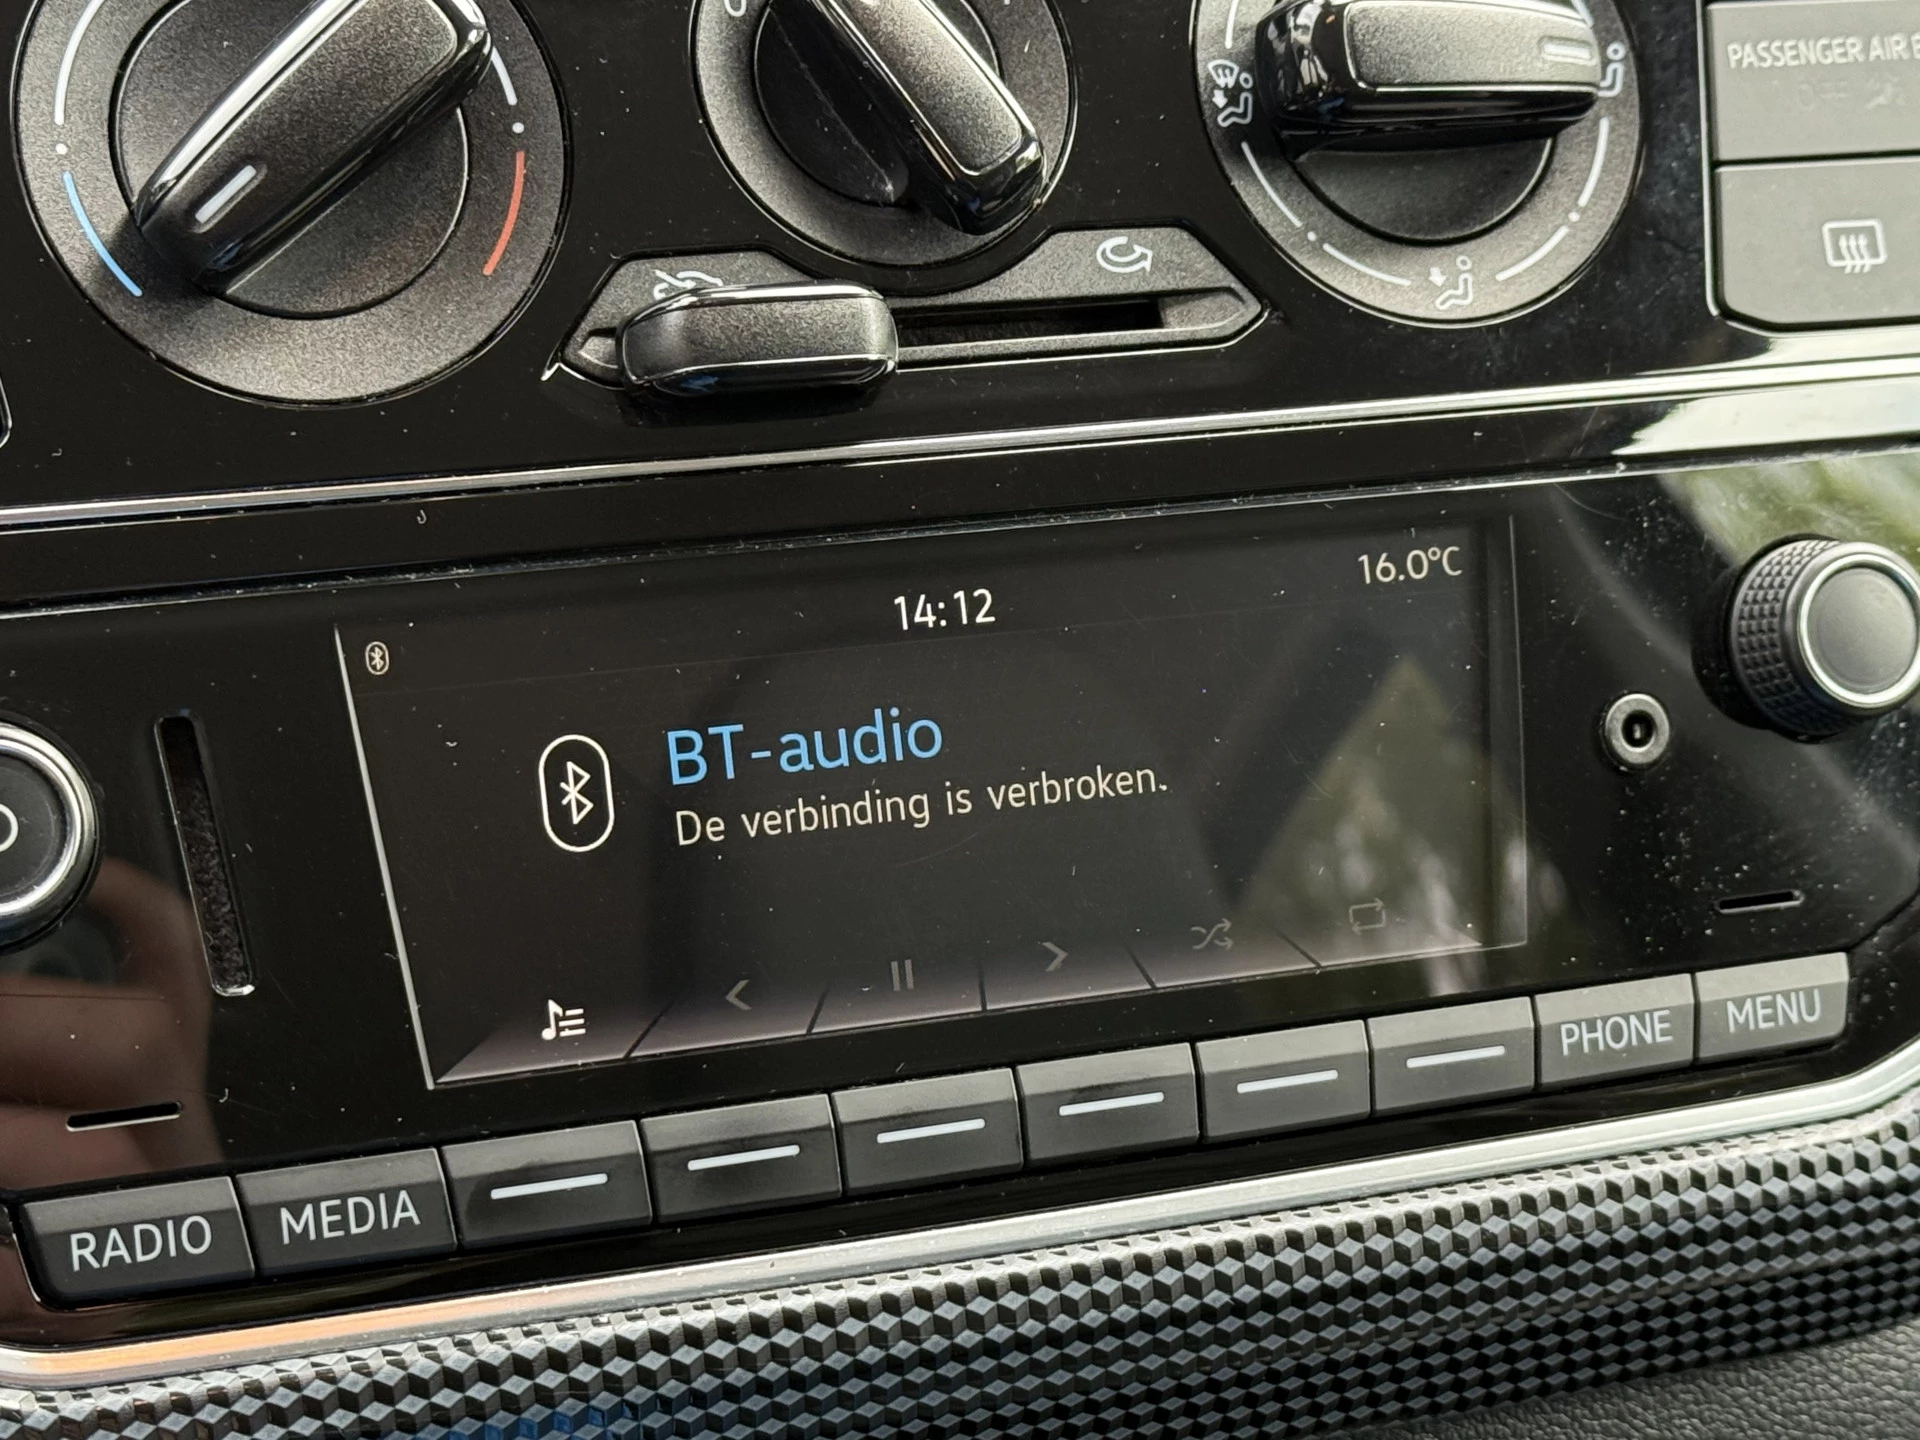 PASSENGER AIR
14:12
16.0°C
BT-audio
De verbinding is verbroken.
RADIO
MEDIA
PHONE
MENU